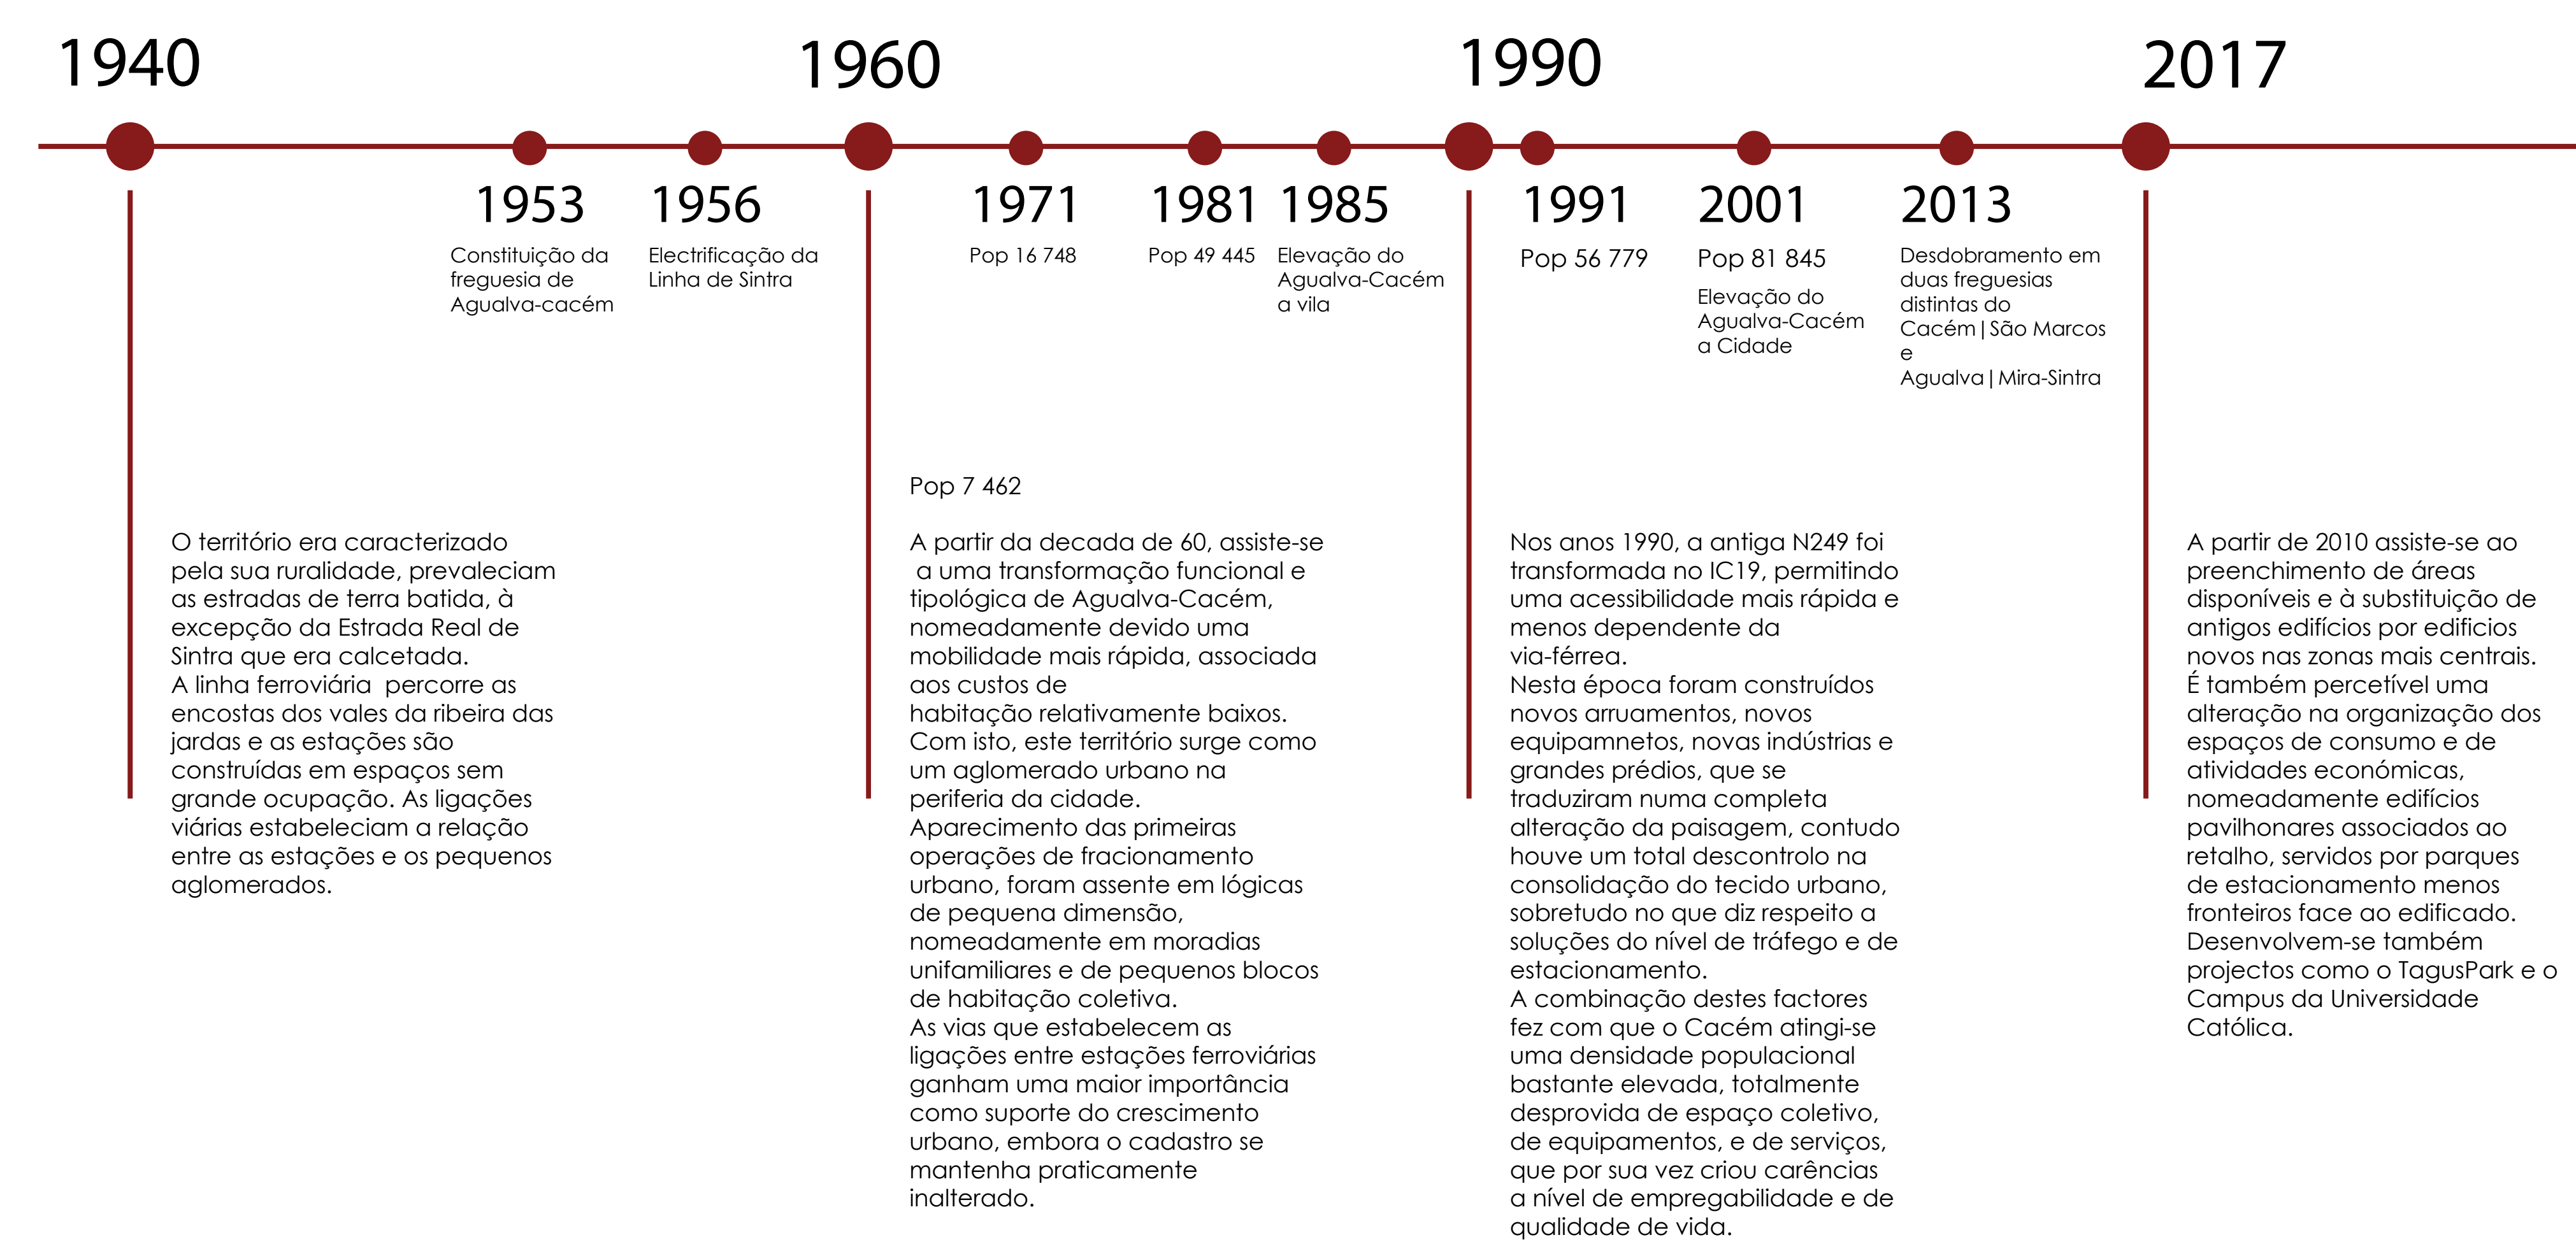 1940
1960
1990
2017
1953
Constituição da
freguesia de
Agualva-cacém
1956
Electrificação da
Linha de Sintra
1971
Pop 16 748
1981
Pop 49 445
1985
Elevação do
Agualva-Cacém
a vila
1991
Pop 56 779
2001
Pop 81 845
Elevação do
Agualva-Cacém
a Cidade
2013
Desdobramento em
duas freguesias
distintas do
Cacém|São Marcos
e
Agualva|Mira-Sintra
O território era caracterizado
pela sua ruralidade, prevaleciam
as estradas de terra batida, à
excepção da Estrada Real de
Sintra que era calcetada.
A linha ferroviária  percorre as
encostas dos vales da ribeira das
jardas e as estações são
construídas em espaços sem
grande ocupação. As ligações
viárias estabeleciam a relação
entre as estações e os pequenos
aglomerados.
Pop 7 462
A partir da decada de 60, assiste-se
a uma transformação funcional e
tipológica de Agualva-Cacém,
nomeadamente devido uma
mobilidade mais rápida, associada
aos custos de
habitação relativamente baixos.
Com isto, este território surge como
um aglomerado urbano na
periferia da cidade.
Aparecimento das primeiras
operações de fracionamento
urbano, foram assente em lógicas
de pequena dimensão,
nomeadamente em moradias
unifamiliares e de pequenos blocos
de habitação coletiva.
As vias que estabelecem as
ligações entre estações ferroviárias
ganham uma maior importância
como suporte do crescimento
urbano, embora o cadastro se
mantenha praticamente
inalterado.
Nos anos 1990, a antiga N249 foi
transformada no IC19, permitindo
uma acessibilidade mais rápida e
menos dependente da
via-férrea.
Nesta época foram construídos
novos arruamentos, novos
equipamnetos, novas indústrias e
grandes prédios, que se
traduziram numa completa
alteração da paisagem, contudo
houve um total descontrolo na
consolidação do tecido urbano,
sobretudo no que diz respeito a
soluções do nível de tráfego e de
estacionamento.
A combinação destes factores
fez com que o Cacém atingi-se
uma densidade populacional
bastante elevada, totalmente
desprovida de espaço coletivo,
de equipamentos, e de serviços,
que por sua vez criou carências
a nível de empregabilidade e de
qualidade de vida.
A partir de 2010 assiste-se ao
preenchimento de áreas
disponíveis e à substituição de
antigos edifícios por edificios
novos nas zonas mais centrais.
É também percetível uma
alteração na organização dos
espaços de consumo e de
atividades económicas,
nomeadamente edifícios
pavilhonares associados ao
retalho, servidos por parques
de estacionamento menos
fronteiros face ao edificado.
Desenvolvem-se também
projectos como o TagusPark e o
Campus da Universidade
Católica.